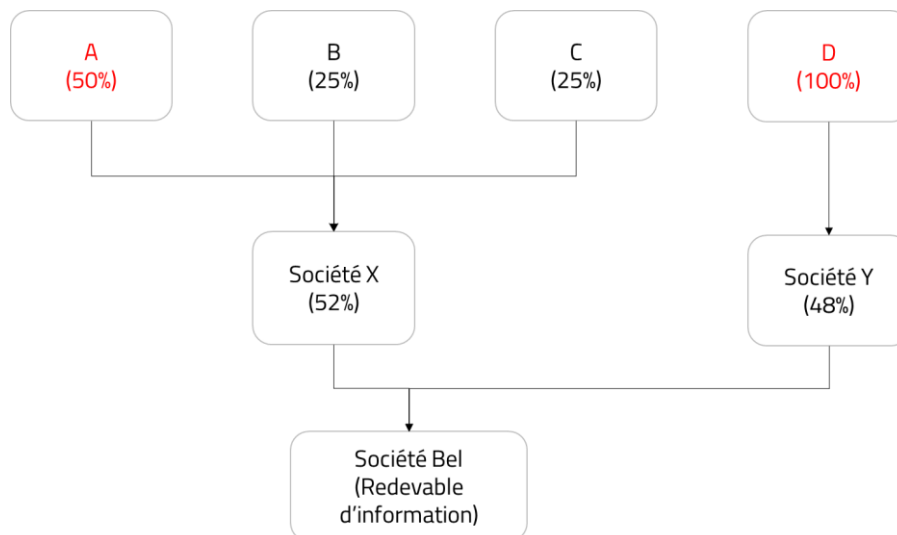 A
(50%)
B
(25%)
C
(25%)
D
(100%)
Société X
(52%)
Société Y
(48%)
Société Bel
(Redevable
d'information)